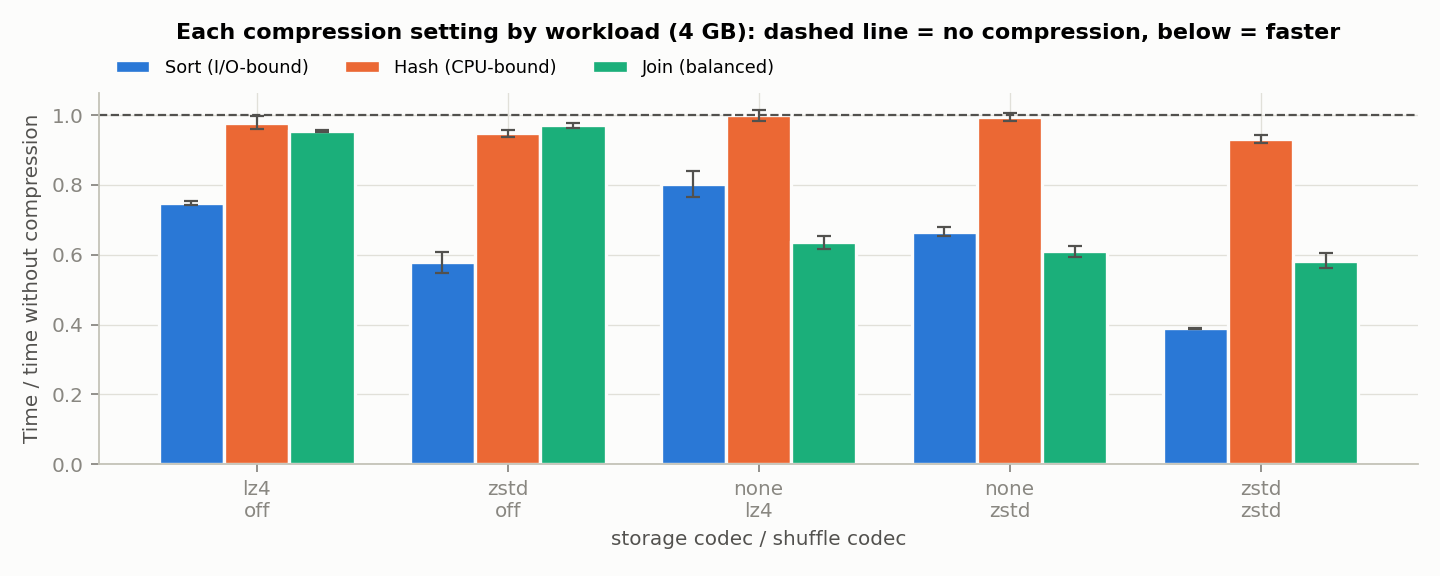 Each compression setting by workload (4 GB): dashed line = no compression, below = faster
Sort (I/O-bound) Hash (CPU-bound) Join (balanced)
Time / time without compression
1.0
0.8
0.6
0.4
0.2
0.0
lz4 zstd none none zstd
off off lz4 zstd zstd
storage codec / shuffle codec